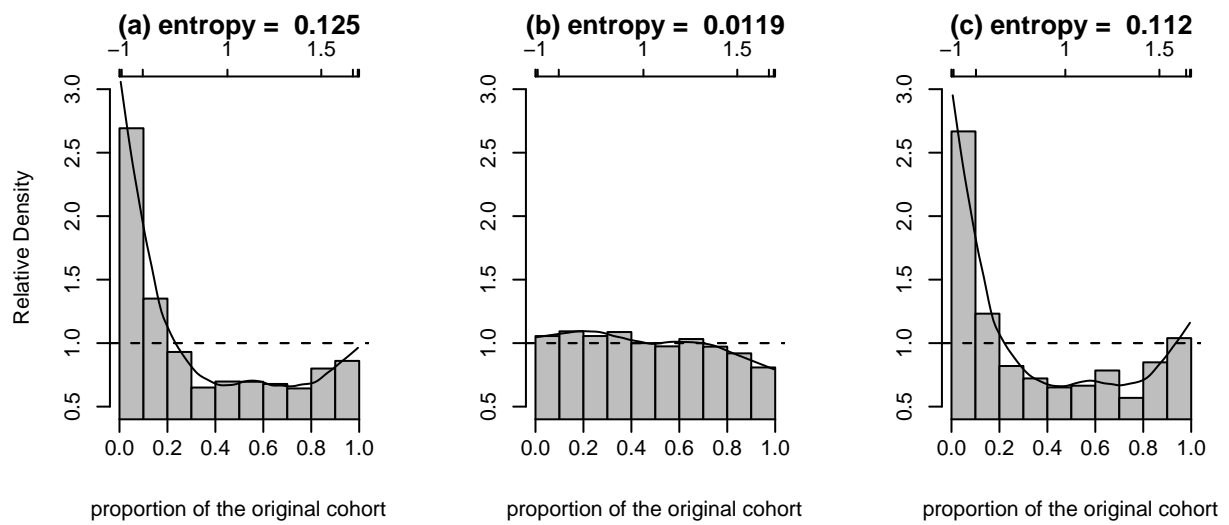 (a) entropy =  0.125
−1 1 1.5
Relative Density
3.0
2.5
2.0
1.5
1.0
0.5
0.0 0.2 0.4 0.6 0.8 1.0
proportion of the original cohort
(b) entropy =  0.0119
−1 1 1.5
3.0
2.5
2.0
1.5
1.0
0.5
0.0 0.2 0.4 0.6 0.8 1.0
proportion of the original cohort
(c) entropy =  0.112
−1 1 1.5
3.0
2.5
2.0
1.5
1.0
0.5
0.0 0.2 0.4 0.6 0.8 1.0
proportion of the original cohort